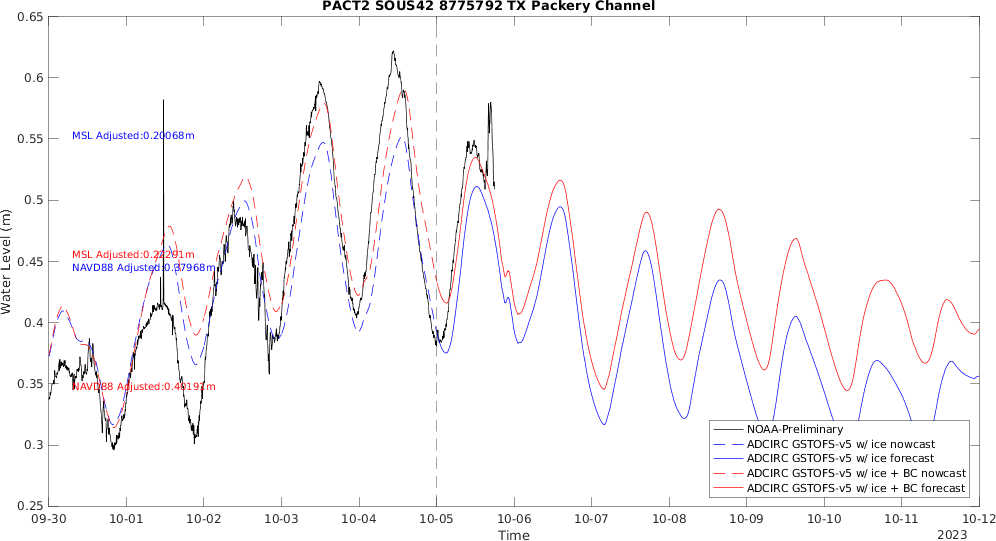 PACT2 SOUS42 8775792 TX Packery Channel
Water Level (m)
0.65
0.6
0.55
0.5
0.45
0.4
0.35
0.3
0.25
MSL Adjusted:0.20068m
MSL Adjusted:0.22291m
NAVD88 Adjusted:0.37968m
NAVD88 Adjusted:0.40191m
NOAA-Preliminary
ADCIRC GSTOFS-v5 w/ ice nowcast
ADCIRC GSTOFS-v5 w/ ice forecast
ADCIRC GSTOFS-v5 w/ ice + BC nowcast
ADCIRC GSTOFS-v5 w/ ice + BC forecast
09-30 10-01 10-02 10-03 10-04 10-05 10-06 10-07 10-08 10-09 10-10 10-11 10-12
Time
2023